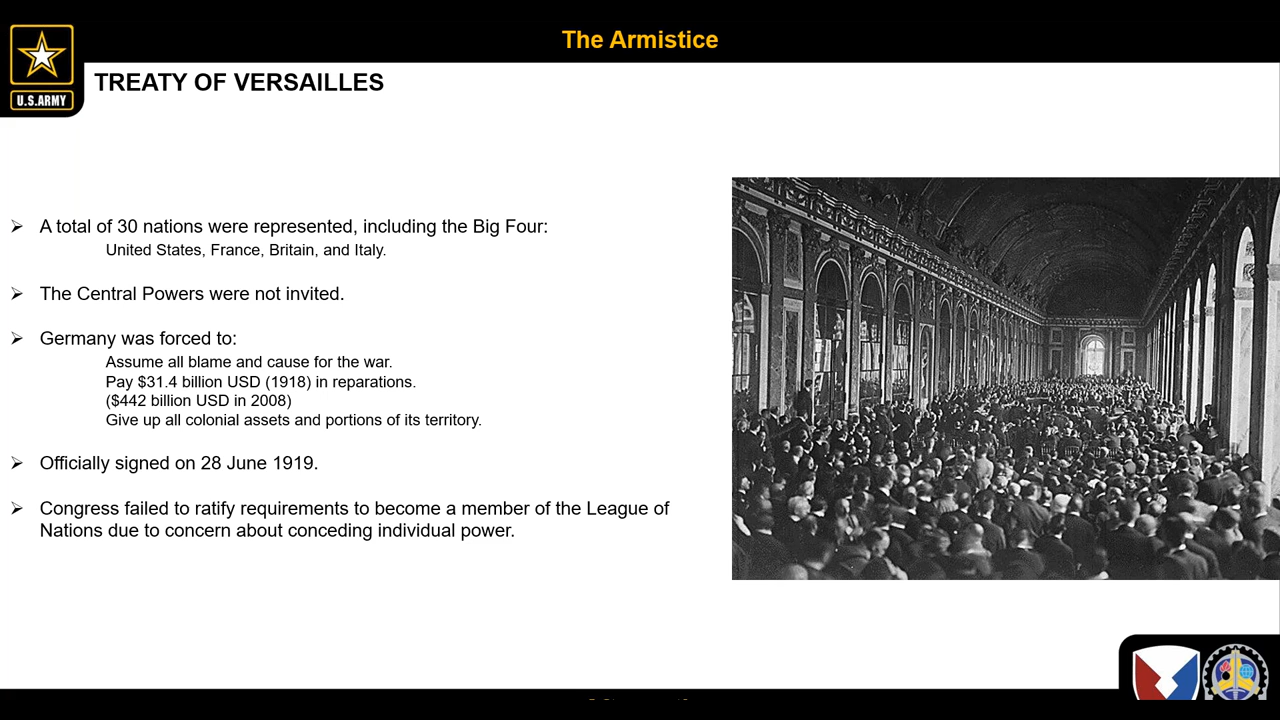 The Armistice
U.S.ARMY
TREATY OF VERSAILLES
A total of 30 nations were represented, including the Big Four:
United States, France, Britain, and Italy.
The Central Powers were not invited.
Germany was forced to:
Assume all blame and cause for the war.
Pay $31.4 billion USD (1918) in reparations.
($442 billion USD in 2008)
Give up all colonial assets and portions of its territory.
Officially signed on 28 June 1919.
Congress failed to ratify requirements to become a member of the League of
Nations due to concern about conceding individual power.